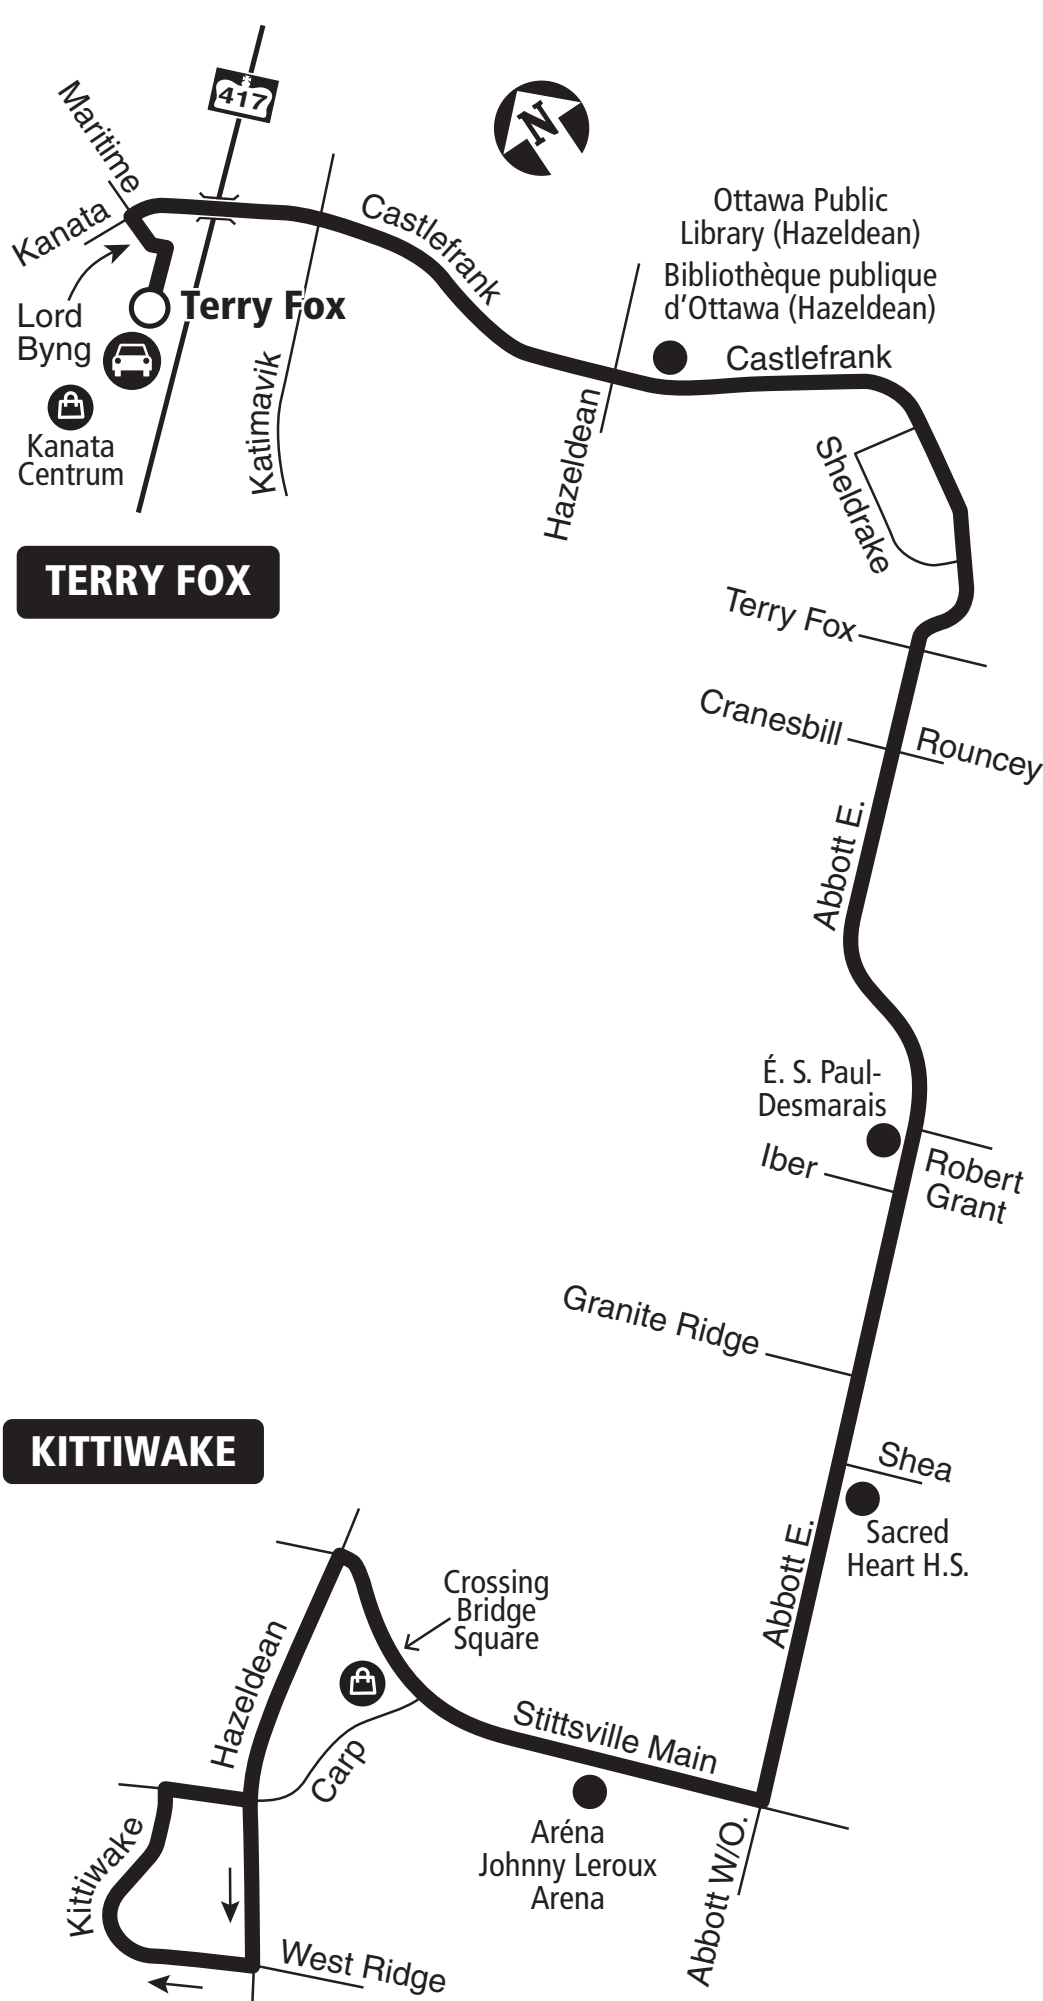 417
Maritime
N
Kanata
Castlefrank
Ottawa Public
Library (Hazeldean)
Bibliothèque publique
d'Ottawa (Hazeldean)
Terry Fox
Lord
Byng
Castlefrank
Katimavik
Hazeldean
Kanata
Centrum
Sheldrake
TERRY FOX
Terry Fox
Cranesbill
Rouncey
Abbott E.
É. S. Paul-
Desmarais
Iber
Robert
Grant
Granite Ridge
KITTIWAKE
Shea
Sacred
Heart H.S.
Abbott E.
Crossing
Bridge
Square
Hazeldean
Stittsville Main
Carp
Aréna
Johnny Leroux
Arena
Abbott W/O.
Kittiwake
West Ridge